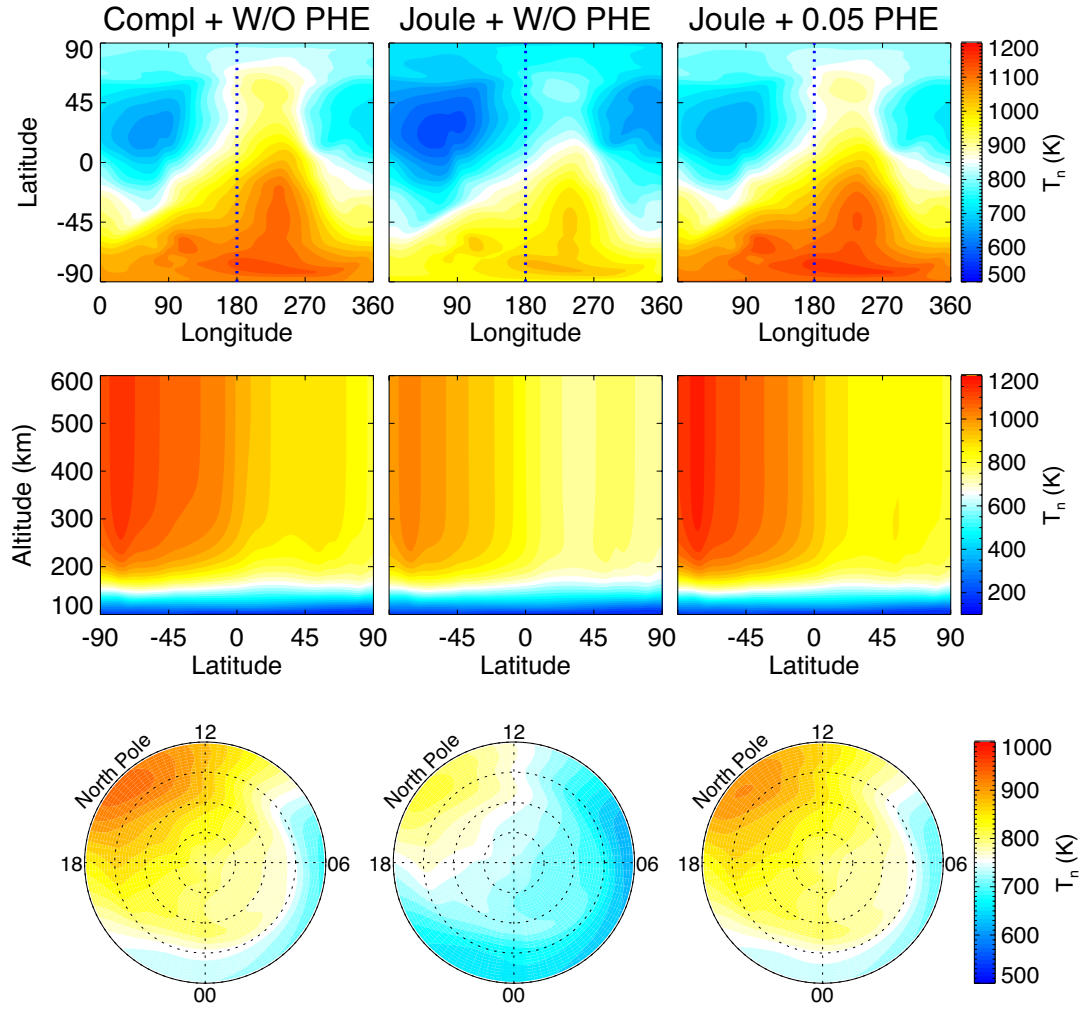 Compl + W/O PHE Joule + W/O PHE Joule + 0.05 PHE
90
45
0
-45
-90
Latitude
0 90 180 270 360
Longitude
90 180 270 360
Longitude
90 180 270 360
Longitude
1200
1100
1000
900
800
700
600
500
T_n (K)
600
500
400
300
200
100
Altitude (km)
-90 -45 0 45 90
Latitude
-45 0 45 90
Latitude
-45 0 45 90
Latitude
1200
1000
800
600
400
200
T_n (K)
12
North Pole
18
06
00
12
North Pole
18
06
00
12
North Pole
18
06
00
1000
900
800
700
600
500
T_n (K)